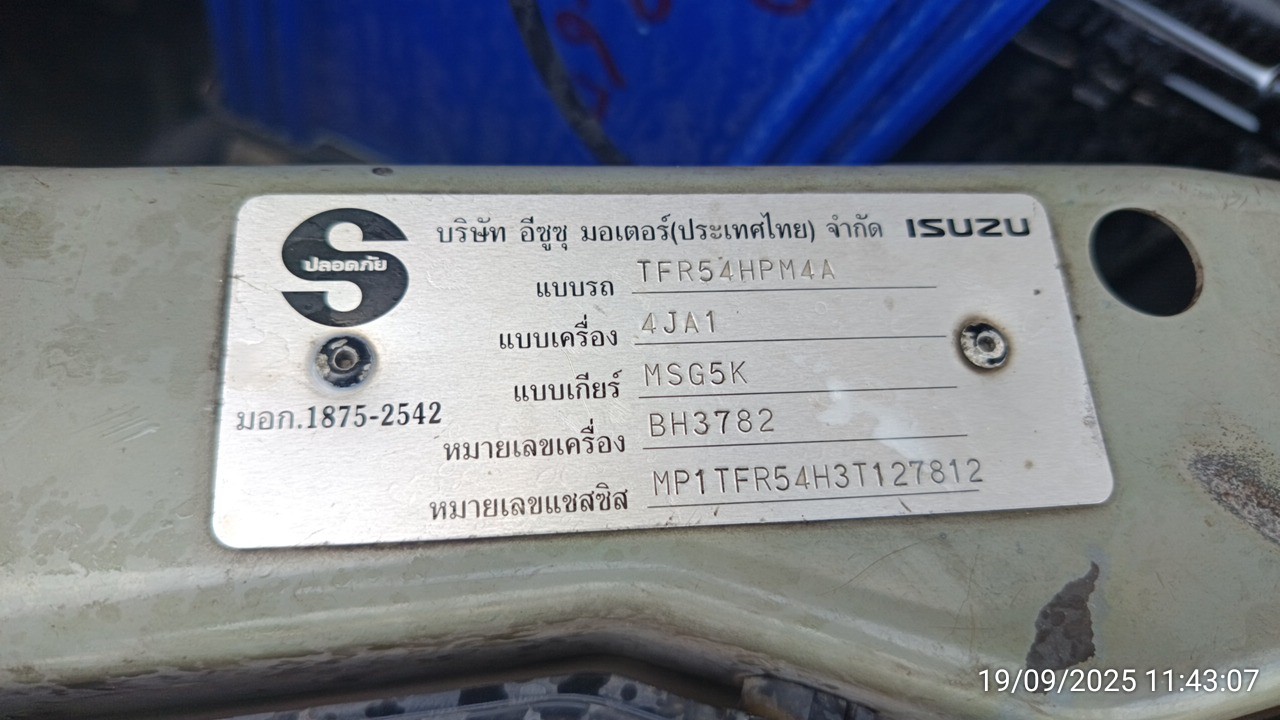 บริษัท อีซูซุ มอเตอร์(ประเทศไทย) จำกัด ISUZU
ปลอดภัย
แบบรถ TFR54HPM4A
แบบเครื่อง 4JA1
แบบเกียร์ MSG5K
มอก.1875-2542
หมายเลขเครื่อง BH3782
หมายเลขแชสซิส MP1TFR54H3T127812
19/09/2025 11:43:07